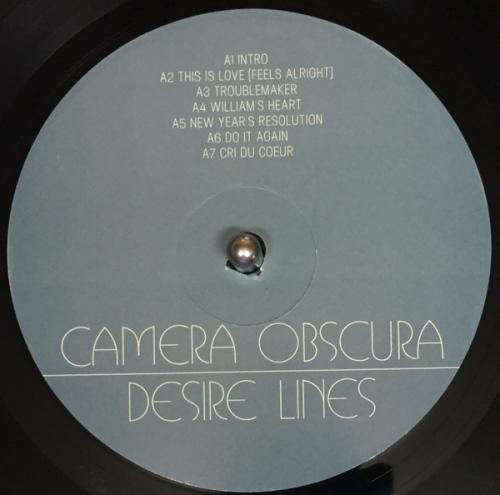 A1 INTRO
A2 THIS IS LOVE (FEELS ALRIGHT)
A3 TROUBLEMAKER
A4 WILLIAM'S HEART
A5 NEW YEAR'S RESOLUTION
A6 DO IT AGAIN
A7 CRI DU COEUR
CAMERA OBSCURA
DESIRE LINES